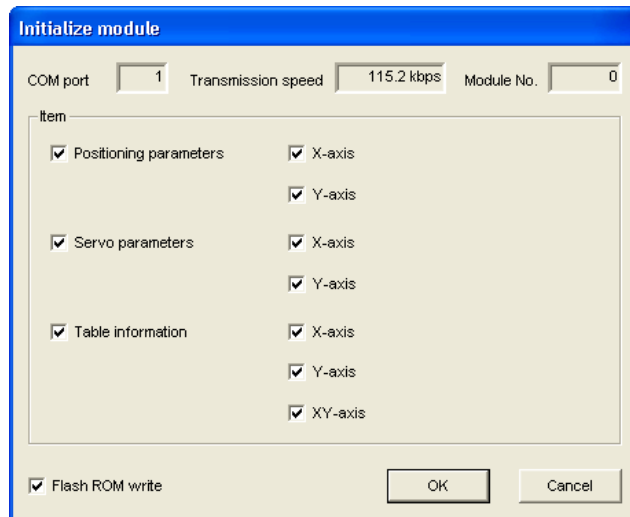 Initialize module
COM port 1 Transmission speed 115.2 kbps Module No. 0
Item
Positioning parameters X-axis
Y-axis
Servo parameters X-axis
Y-axis
Table information X-axis
Y-axis
XY-axis
Flash ROM write OK Cancel